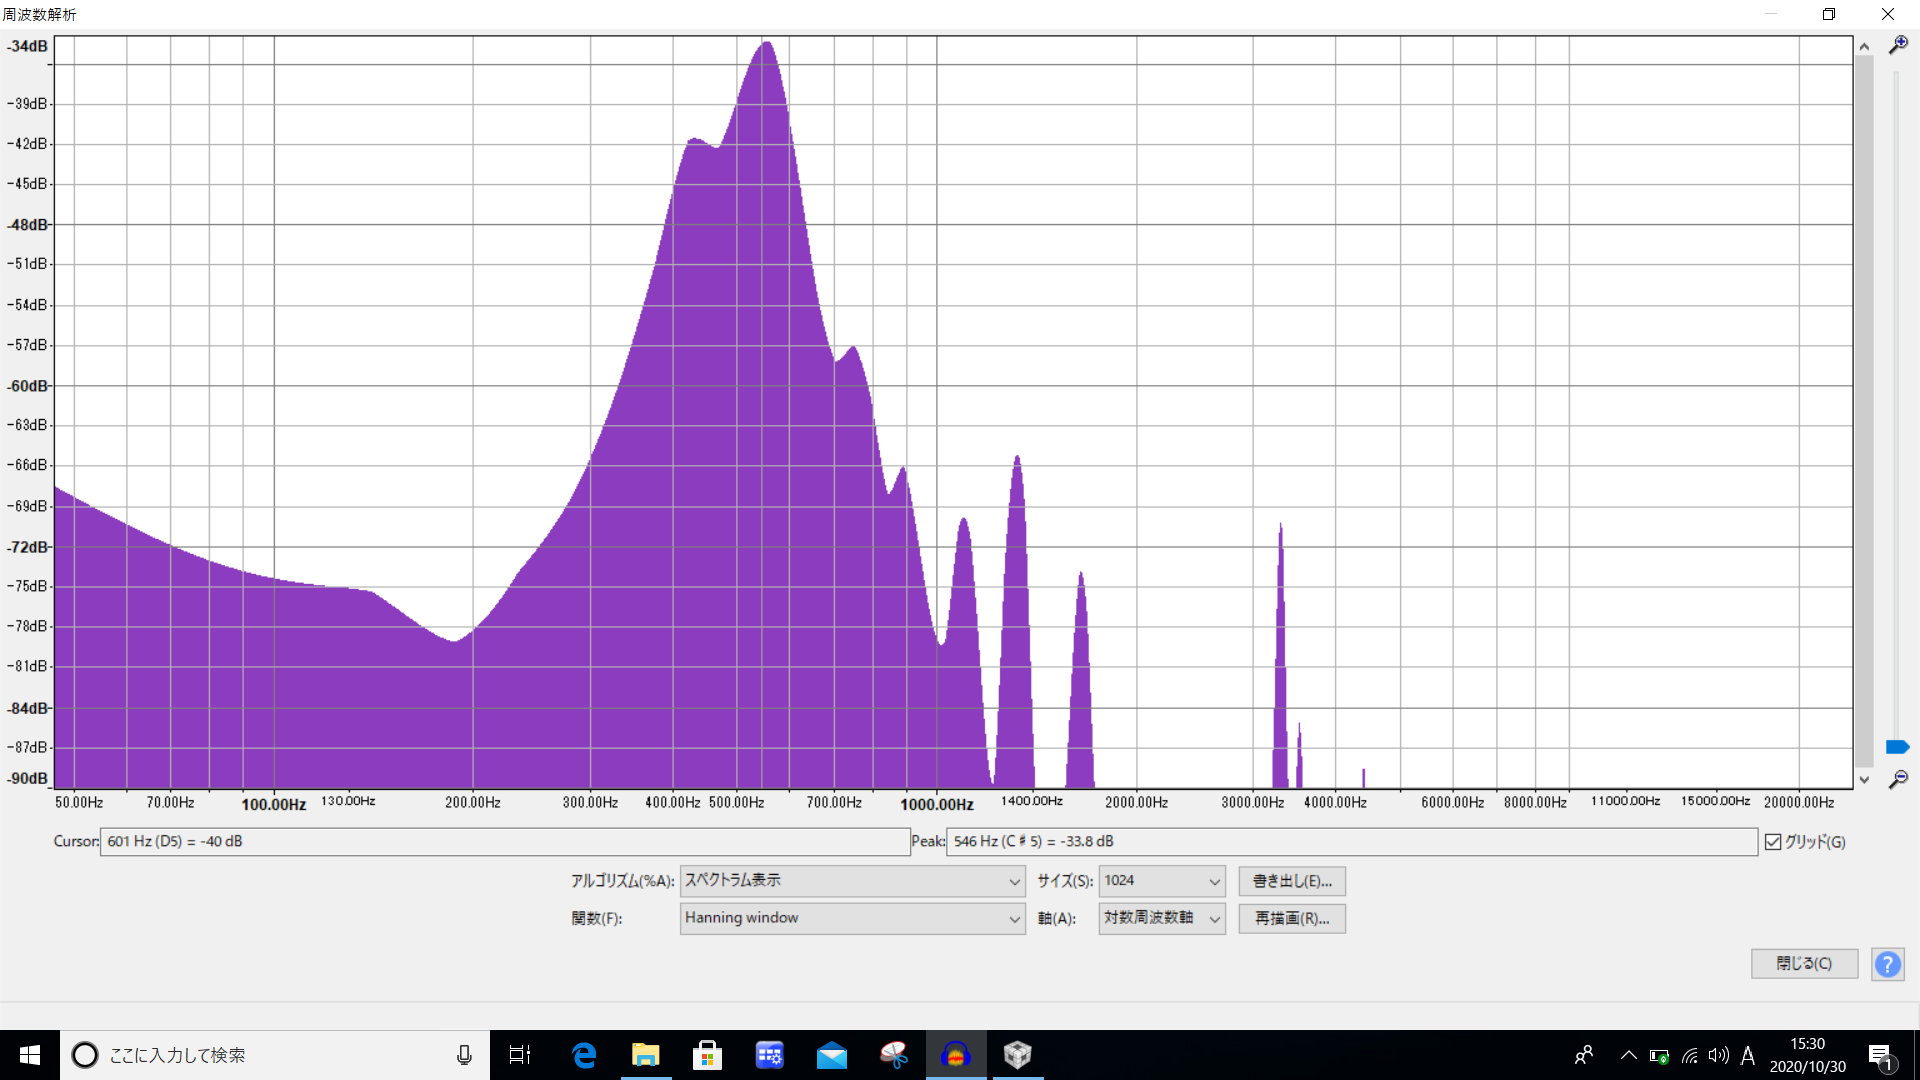 周波数解析
-34dB
-39dB
-42dB
-45dB
-48dB
-51dB
-54dB
-57dB
-60dB
-63dB
-66dB
-69dB
-72dB
-75dB
-78dB
-81dB
-84dB
-87dB
-90dB
50.00Hz 70.00Hz 100.00Hz 130.00Hz 200.00Hz 300.00Hz 400.00Hz 500.00Hz 700.00Hz 1000.00Hz 1400.00Hz 2000.00Hz 3000.00Hz 4000.00Hz 6000.00Hz 8000.00Hz 11000.00Hz 15000.00Hz 20000.00Hz
Cursor: 601 Hz (D5) = -40 dB Peak: 546 Hz (C♯5) = -33.8 dB グリッド(G)
アルゴリズム(%A): スペクトラム表示 サイズ(S): 1024 書き出し(E)...
関数(F): Hanning window 軸(A): 対数周波数軸 再描画(R)...
閉じる(C) ?
ここに入力して検索
A 15:30
2020/10/30
1